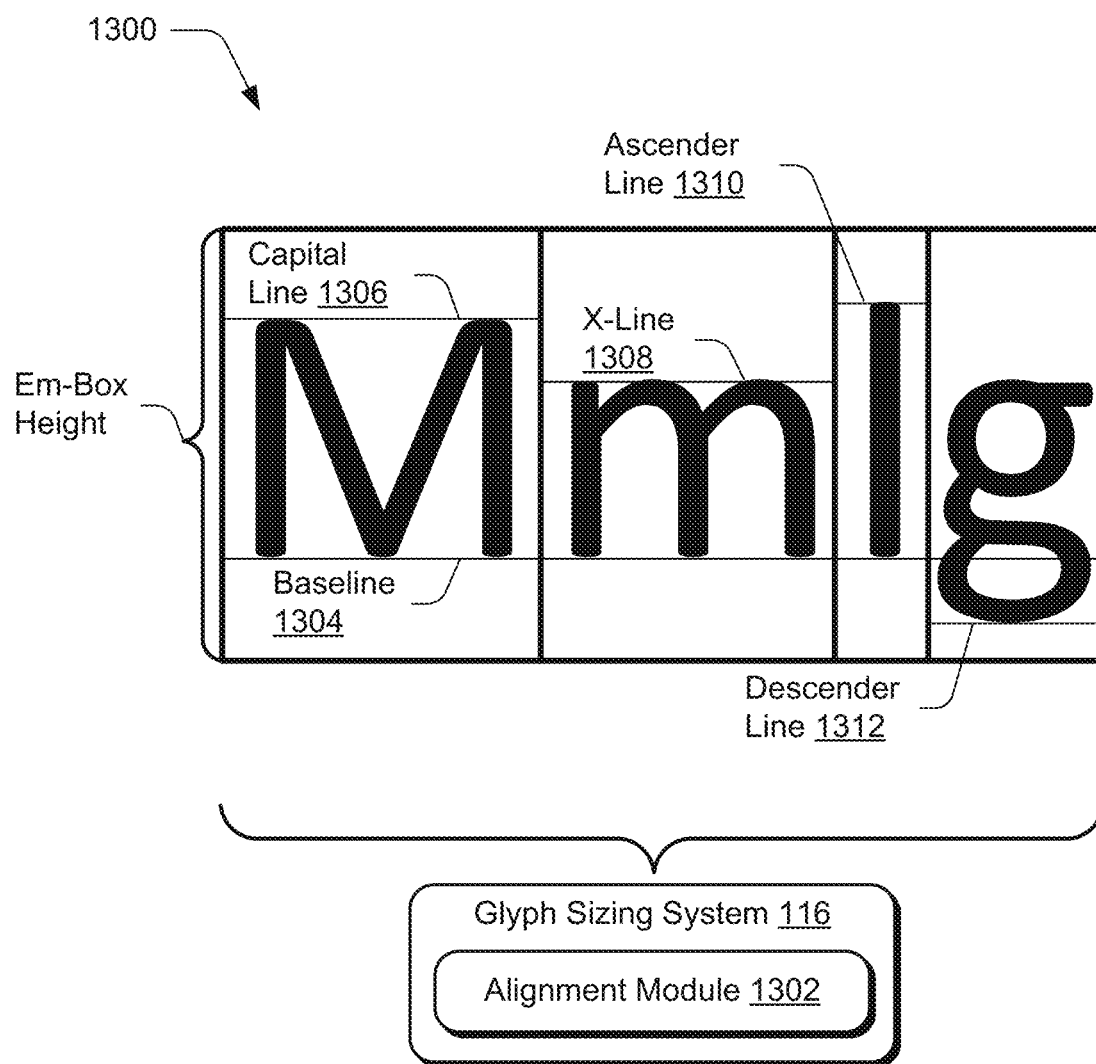 1300
Ascender
Line 1310
Capital
Line 1306
X-Line
1308
Em-Box
Height
Mmlg
Baseline
1304
Descender
Line 1312
Glyph Sizing System 116
Alignment Module 1302